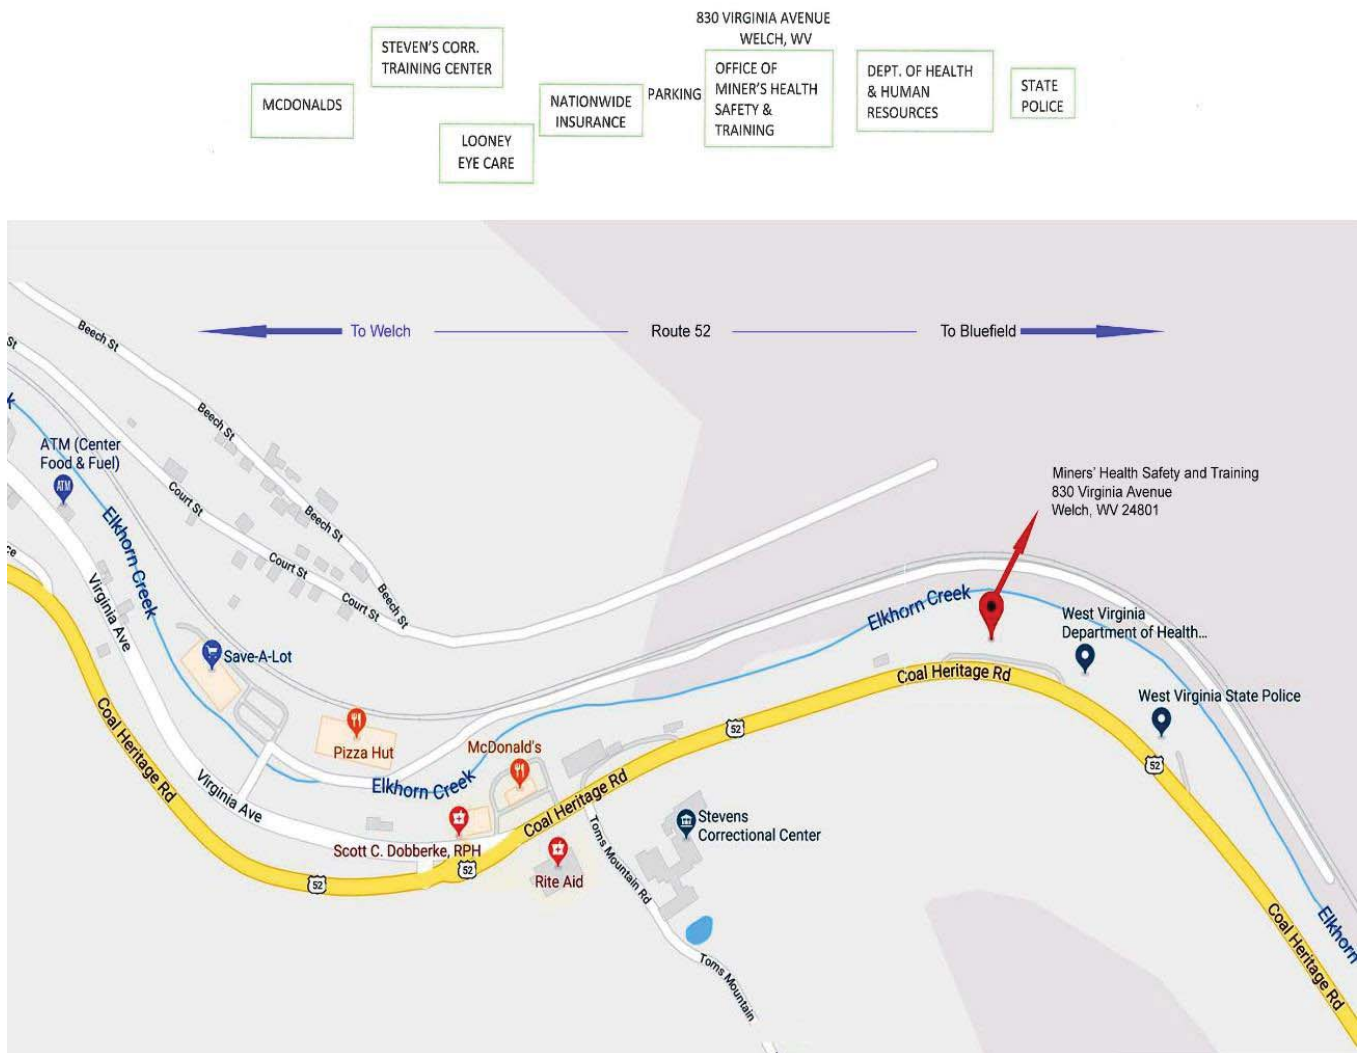 830 VIRGINIA AVENUE
WELCH, WV
STEVEN'S CORR.
TRAINING CENTER
MCDONALDS
LOONEY
EYE CARE
NATIONWIDE
INSURANCE
PARKING
OFFICE OF
MINER'S HEALTH
SAFETY &
TRAINING
DEPT. OF HEALTH
& HUMAN
RESOURCES
STATE
POLICE
To Welch
Route 52
To Bluefield
Beech St
Beech St
Beech St
Beech St
St
k
ATM (Center
Food & Fuel)
ATM
Court St
Court St
Court St
Elkhorn Creek
Virginia Ave
Save-A-Lot
Coal Heritage Rd
Virginia Ave
Pizza Hut
McDonald's
Elkhorn Creek
Scott C. Dobberke, RPH
52
52
Rite Aid
Coal Heritage Rd
Toms Mountain Rd
Stevens
Correctional Center
Toms Mountain
52
Elkhorn Creek
Coal Heritage Rd
Miners' Health Safety and Training
830 Virginia Avenue
Welch, WV 24801
West Virginia
Department of Health...
West Virginia State Police
52
Coal Heritage Rd
Elkhorn